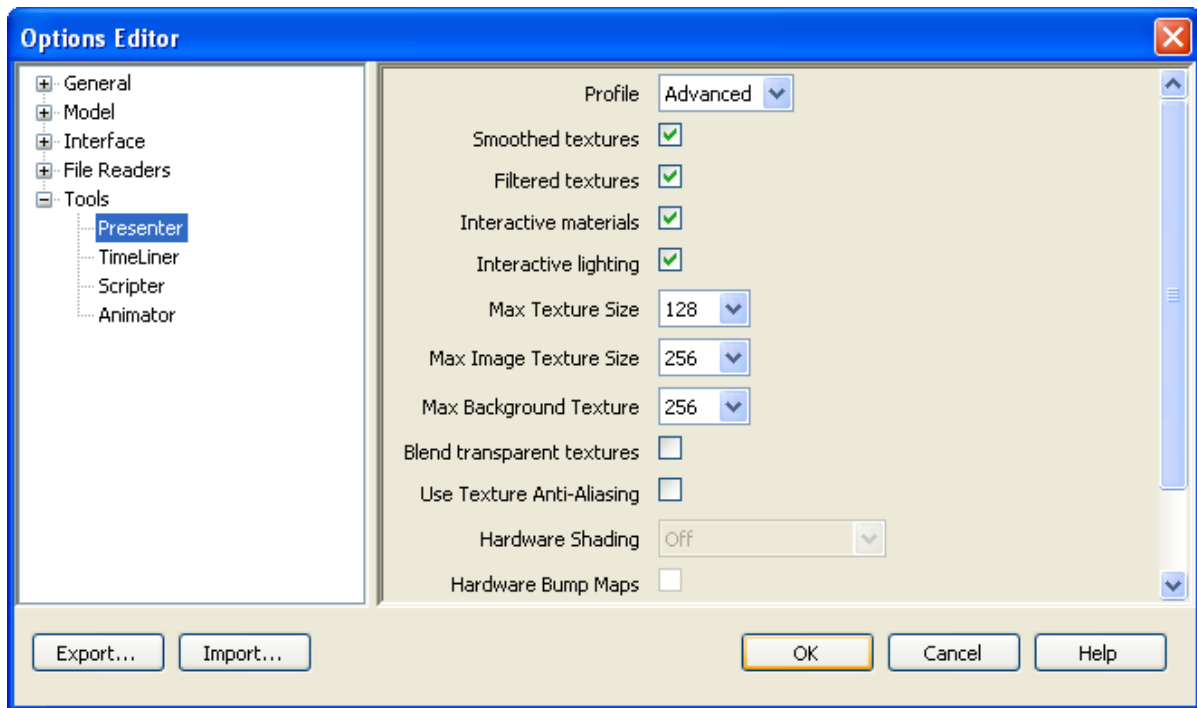 Options Editor
General
Model
Interface
File Readers
Tools
Presenter
TimeLiner
Scripter
Animator
Profile Advanced
Smoothed textures
Filtered textures
Interactive materials
Interactive lighting
Max Texture Size 128
Max Image Texture Size 256
Max Background Texture 256
Blend transparent textures
Use Texture Anti-Aliasing
Hardware Shading Off
Hardware Bump Maps
Export... Import... OK Cancel Help